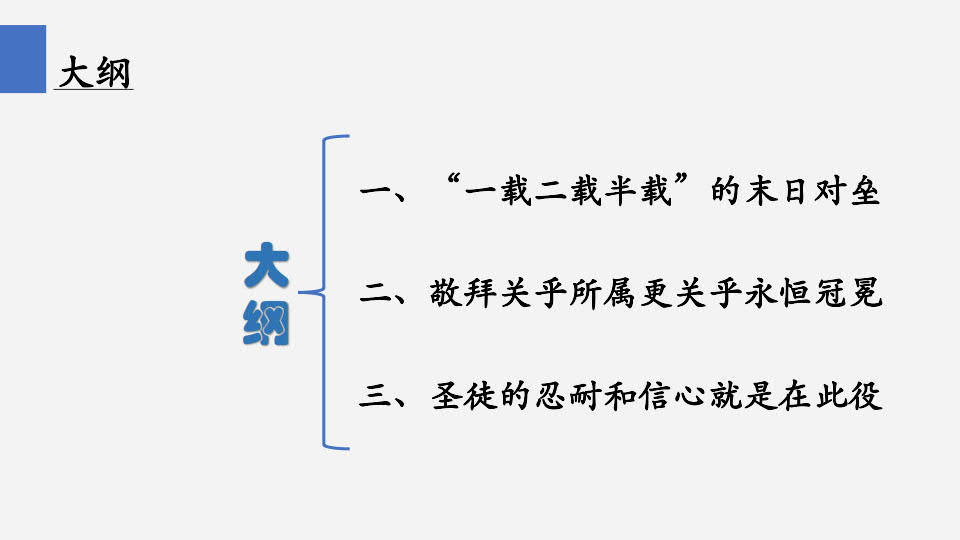 大纲
大
纲
一、“一载二载半载”的末日对垒
二、敬拜关乎所属更关乎永恒冠冕
三、圣徒的忍耐和信心就是在此役